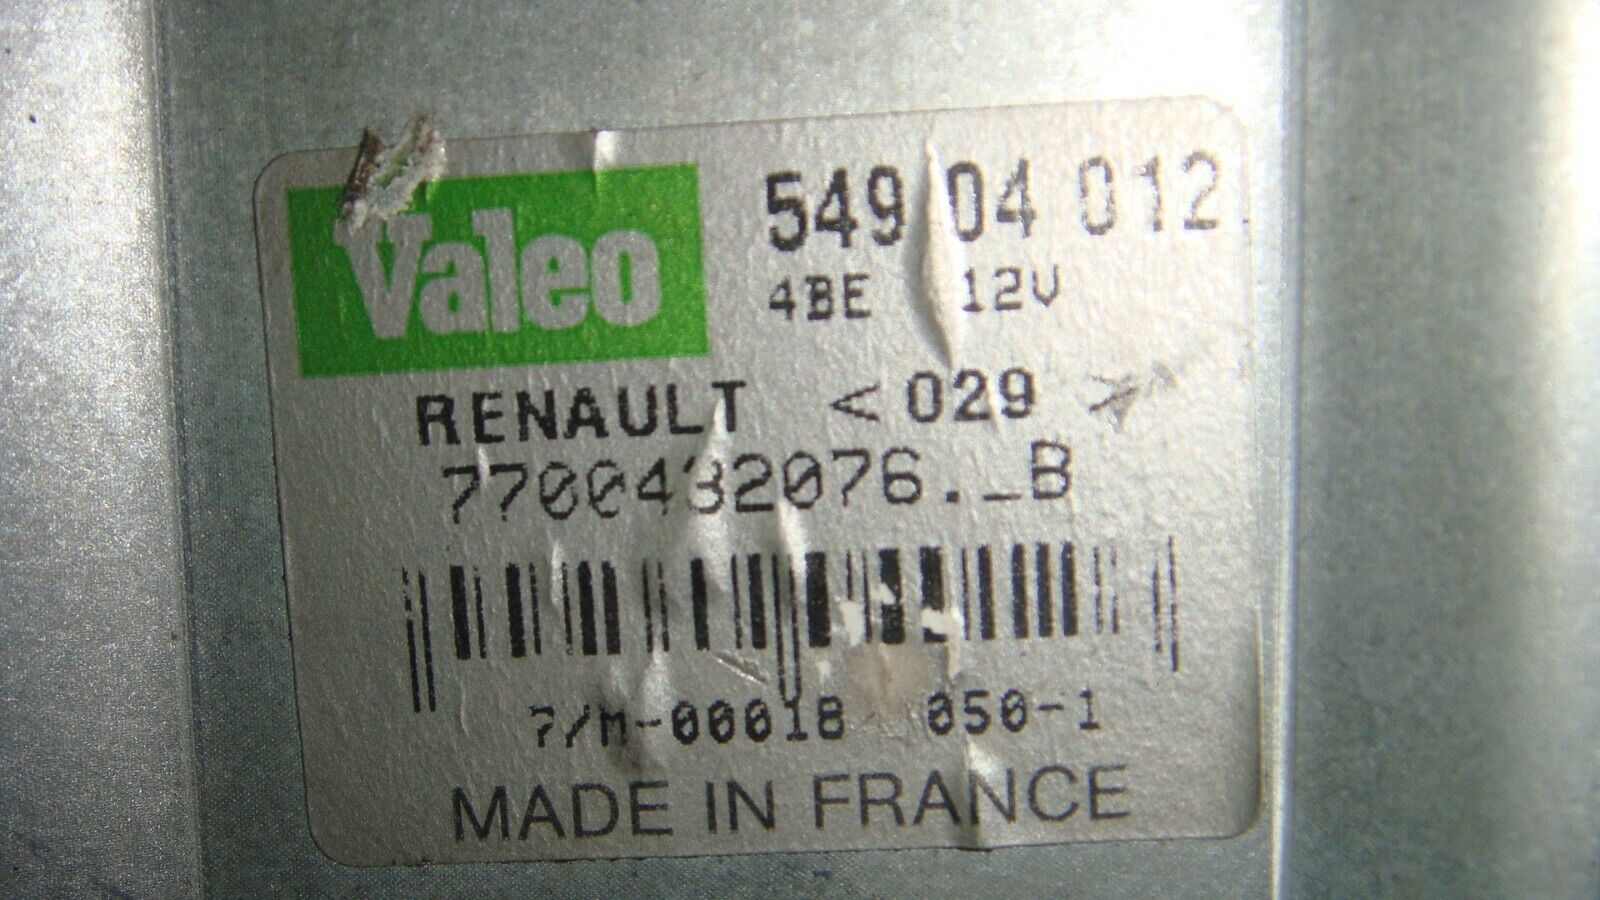 Valeo 549 04 012
4BE 12V
RENAULT <029>
7700432076._B
7/M-00018 050-1
MADE IN FRANCE